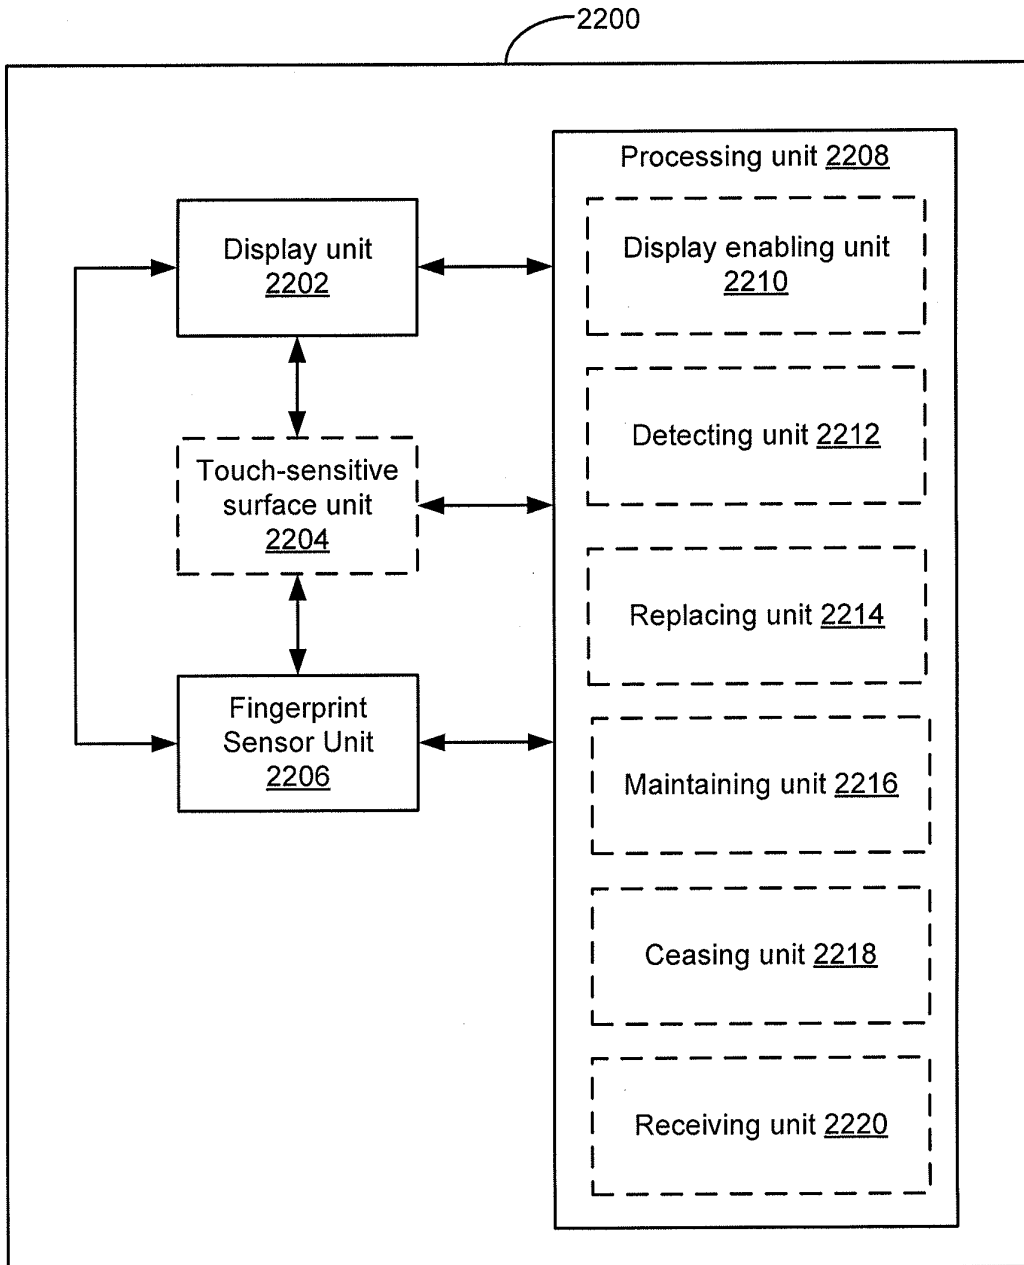 2200
Processing unit 2208
Display unit
2202
Display enabling unit
2210
Detecting unit 2212
Touch-sensitive
surface unit
2204
Replacing unit 2214
Fingerprint
Sensor Unit
2206
Maintaining unit 2216
Ceasing unit 2218
Receiving unit 2220